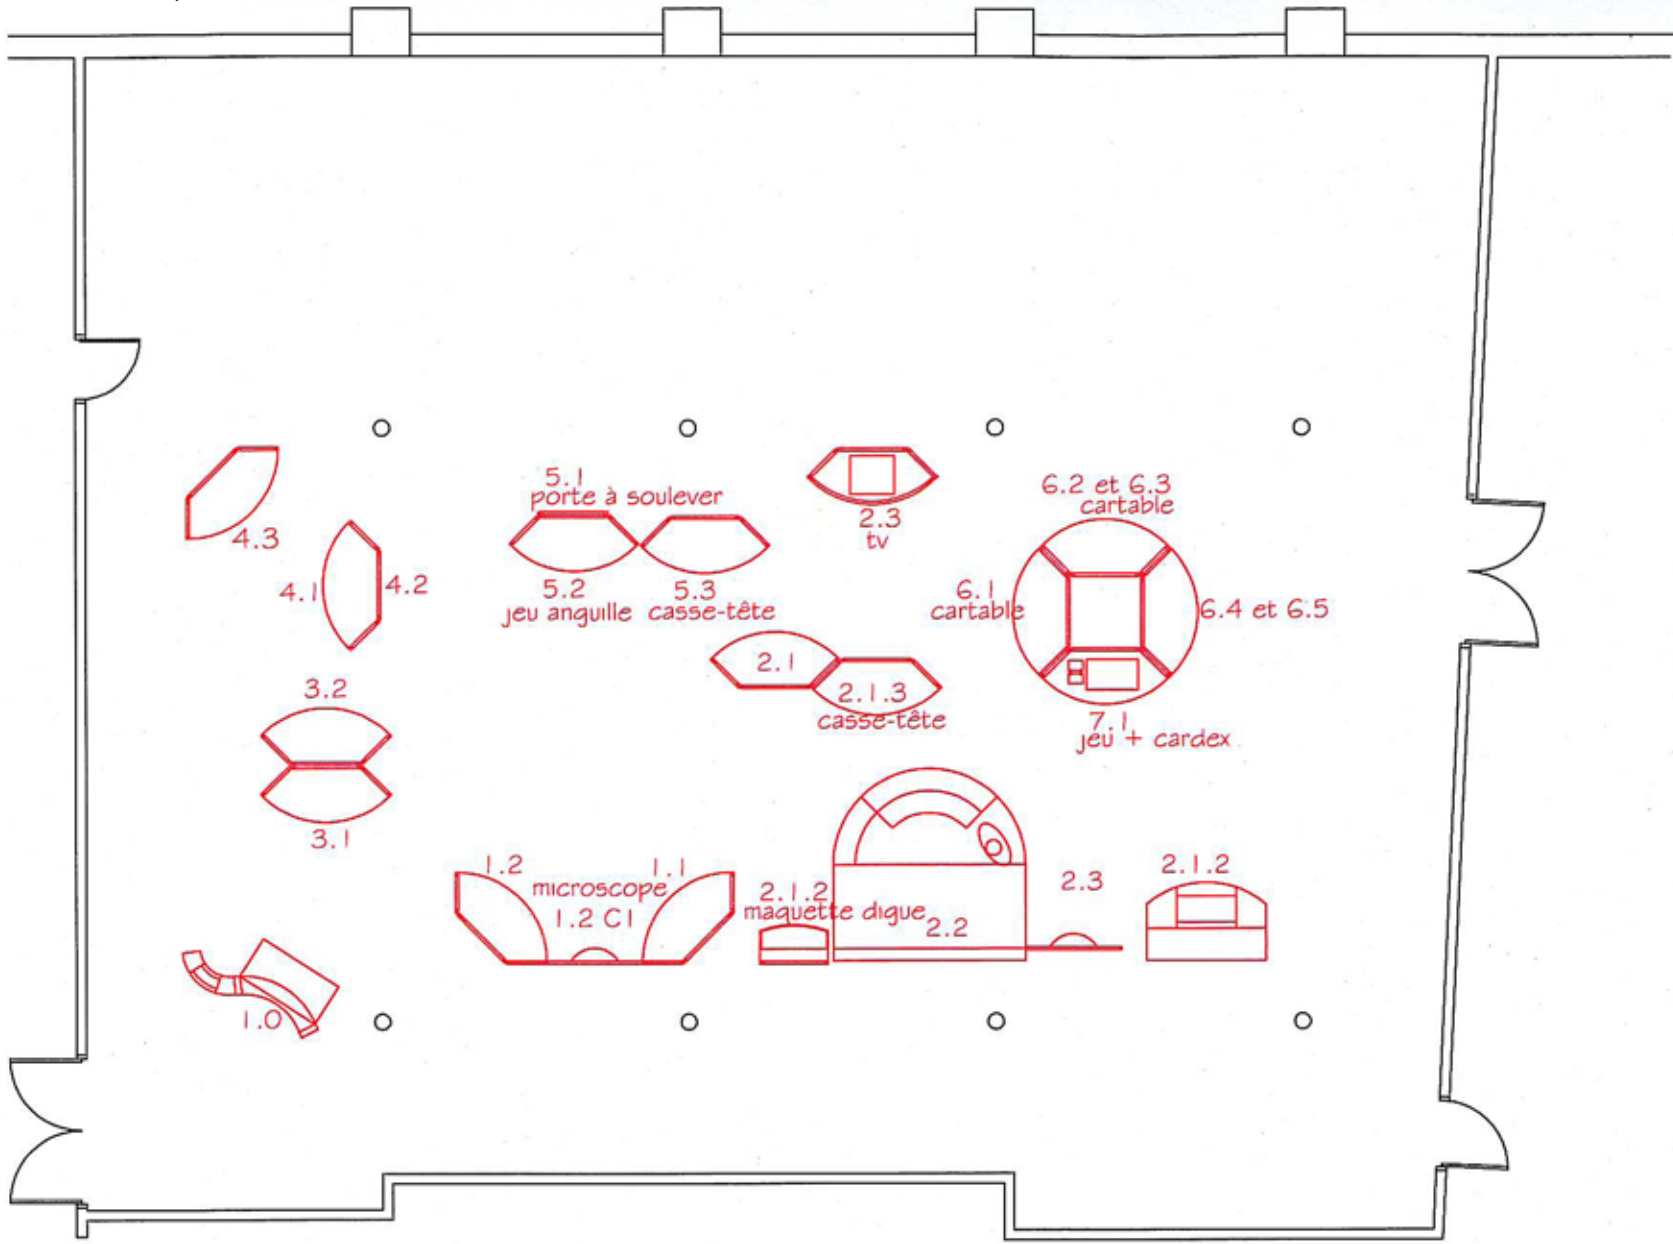 5.1
porte à soulever
6.2 et 6.3
cartable
4.3
2.3
tv
4.1
4.2
5.2
jeu anguille
5.3
casse-tête
6.1
cartable
6.4 et 6.5
2.1
2.1.3
casse-tête
3.2
7.1
jeu + cardex
3.1
1.2
microscope
1.2 C1
1.1
2.1.2
maquette digue
2.2
2.3
2.1.2
1.0